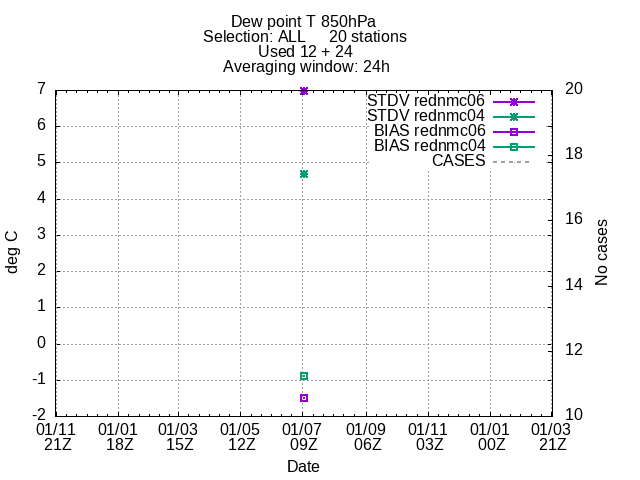 Dew point T 850hPa
Selection: ALL 20 stations
Used 12 + 24
Averaging window: 24h
STDV rednmc06
STDV rednmc04
BIAS rednmc06
BIAS rednmc04
CASES
7
6
5
4
3
2
1
0
-1
-2
deg C
20
18
16
14
12
10
No cases
01/11 01/01 01/03 01/05 01/07 01/09 01/11 01/01 01/03
21Z 18Z 15Z 12Z 09Z 06Z 03Z 00Z 21Z
Date